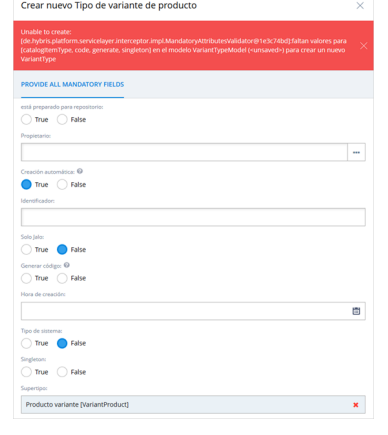 Crear nuevo Tipo de variante de producto
Unable to create:
(de.hybris.platform.servicelayer.interceptor.impl.MandatoryAttributesValidator@1e3c74bd):faltan valores para
[catalogItemType, code, generate, singleton] en el modelo VariantTypeModel (<unsaved>) para crear un nuevo
VariantType
PROVIDE ALL MANDATORY FIELDS
está preparado para repositorio:
True False
Propietario:
Creación automática:
True False
Identificador:
Solo Jalo:
True False
Generar código:
True False
Hora de creación:
Tipo de sistema:
True False
Singleton:
True False
Supertipo:
Producto variante [VariantProduct]